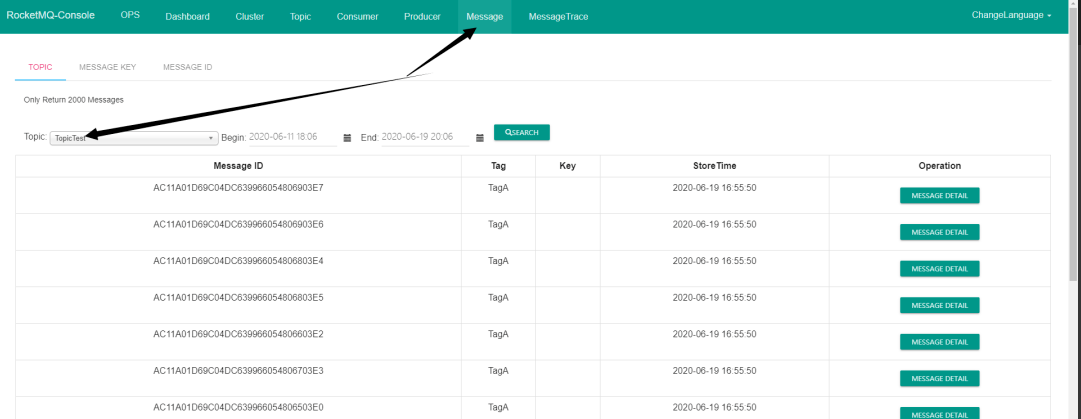 RocketMQ-Console OPS Dashboard Cluster Topic Consumer Producer Message MessageTrace ChangeLanguage
TOPIC MESSAGE KEY MESSAGE ID
Only Return 2000 Messages
Topic: TopicTest Begin: 2020-06-11 18:06 End: 2020-06-19 20:06 SEARCH
Message ID Tag Key StoreTime Operation
AC11A01D69C04DC639966054806903E7 TagA 2020-06-19 16:55:50 MESSAGE DETAIL
AC11A01D69C04DC639966054806903E6 TagA 2020-06-19 16:55:50 MESSAGE DETAIL
AC11A01D69C04DC639966054806803E4 TagA 2020-06-19 16:55:50 MESSAGE DETAIL
AC11A01D69C04DC639966054806803E5 TagA 2020-06-19 16:55:50 MESSAGE DETAIL
AC11A01D69C04DC639966054806603E2 TagA 2020-06-19 16:55:50 MESSAGE DETAIL
AC11A01D69C04DC639966054806703E3 TagA 2020-06-19 16:55:50 MESSAGE DETAIL
AC11A01D69C04DC639966054806503E0 TagA 2020-06-19 16:55:50 MESSAGE DETAIL